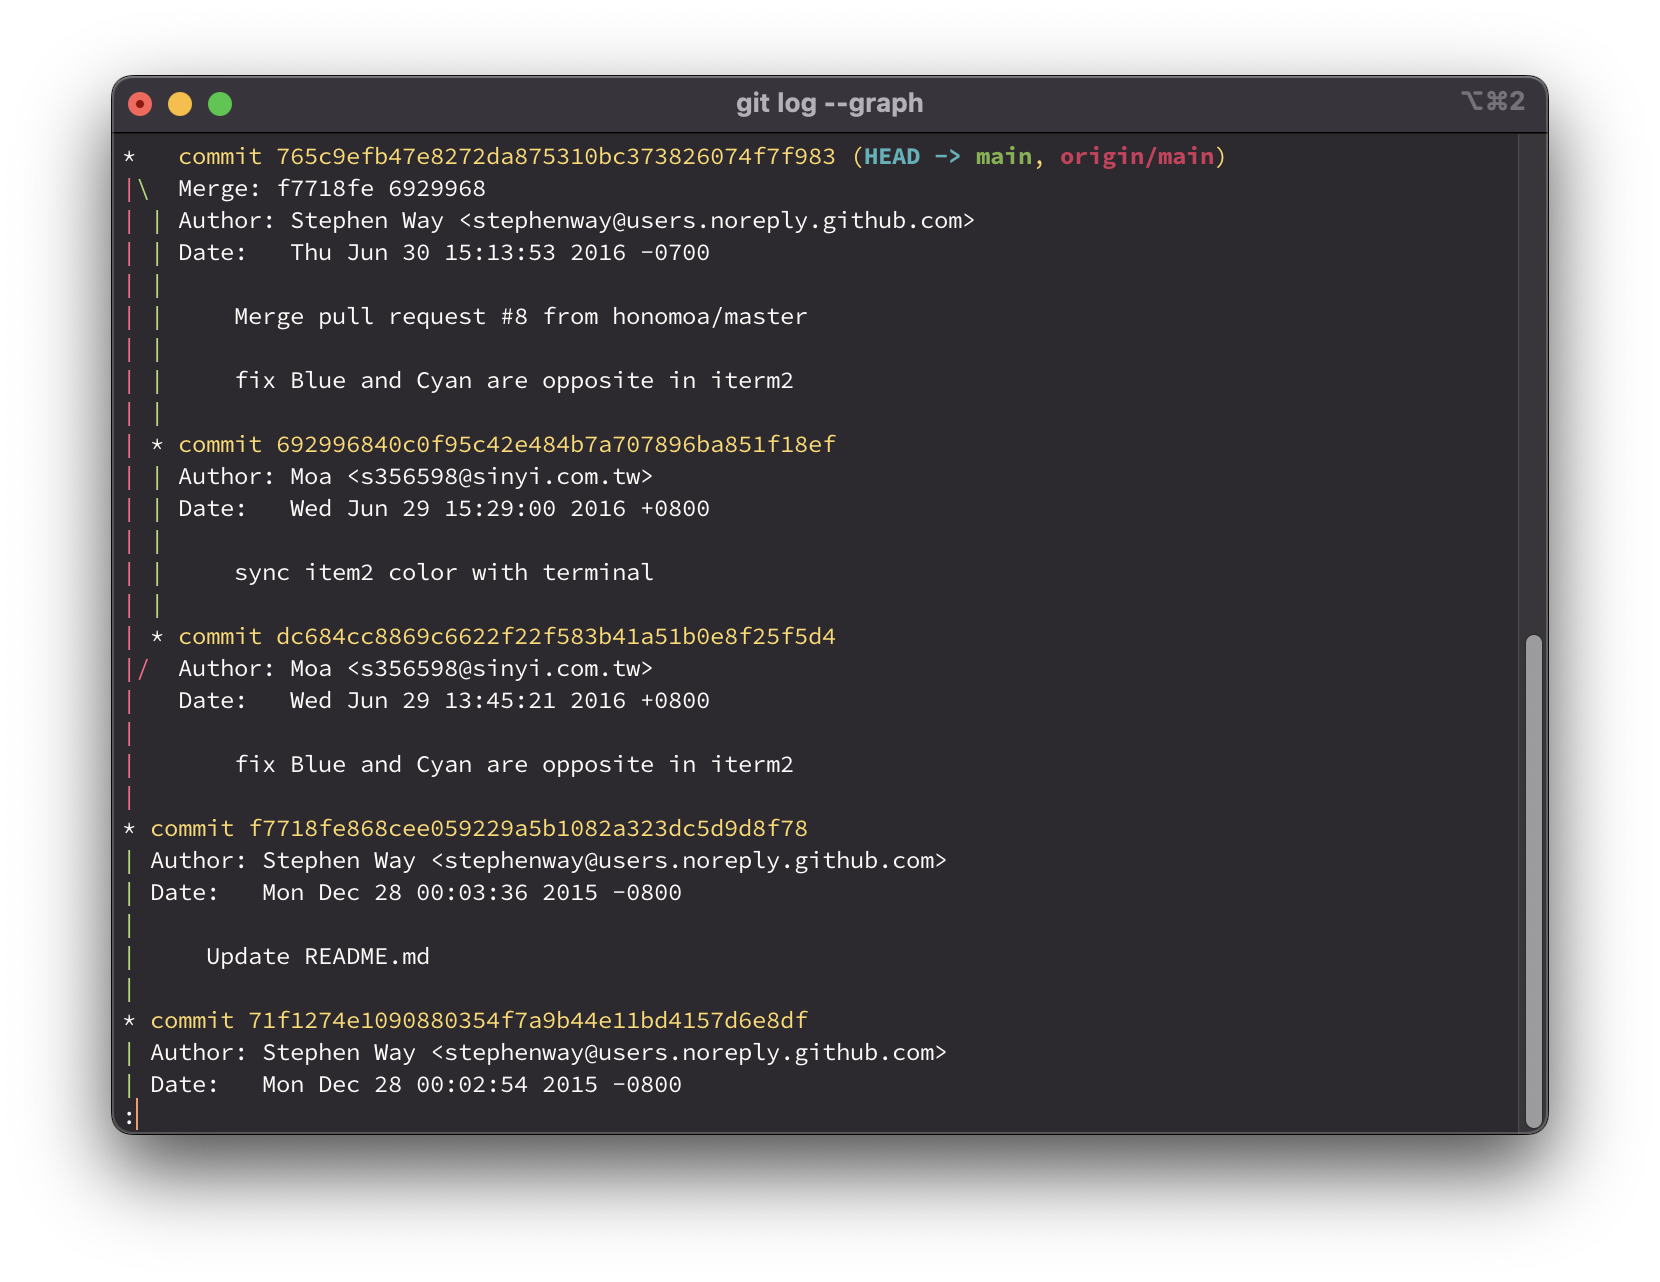 git log --graph
⌥⌘2
*   commit 765c9efb47e8272da875310bc373826074f7f983 (HEAD -> main, origin/main)
|\  Merge: f7718fe 6929968
| | Author: Stephen Way <stephenway@users.noreply.github.com>
| | Date:   Thu Jun 30 15:13:53 2016 -0700
| |
| |     Merge pull request #8 from honomoa/master
| |
| |     fix Blue and Cyan are opposite in iterm2
| |
| * commit 692996840c0f95c42e484b7a707896ba851f18ef
| | Author: Moa <s356598@sinyi.com.tw>
| | Date:   Wed Jun 29 15:29:00 2016 +0800
| |
| |     sync item2 color with terminal
| |
| * commit dc684cc8869c6622f22f583b41a51b0e8f25f5d4
|/  Author: Moa <s356598@sinyi.com.tw>
|   Date:   Wed Jun 29 13:45:21 2016 +0800
|
|       fix Blue and Cyan are opposite in iterm2
|
* commit f7718fe868cee059229a5b1082a323dc5d9d8f78
| Author: Stephen Way <stephenway@users.noreply.github.com>
| Date:   Mon Dec 28 00:03:36 2015 -0800
|
|     Update README.md
|
* commit 71f1274e1090880354f7a9b44e11bd4157d6e8df
| Author: Stephen Way <stephenway@users.noreply.github.com>
| Date:   Mon Dec 28 00:02:54 2015 -0800
: